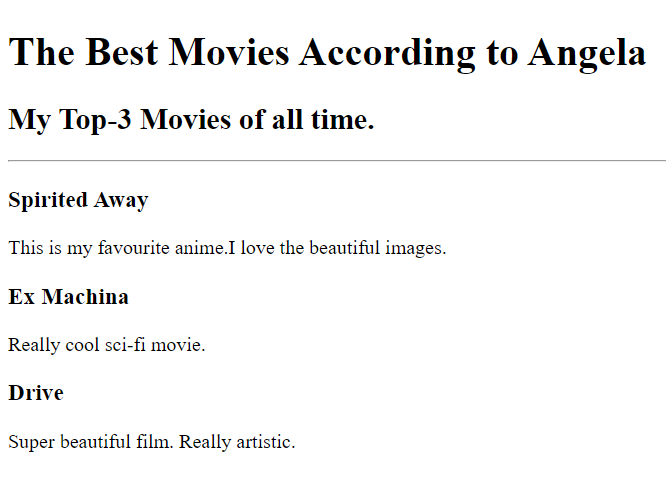 The Best Movies According to Angela
My Top-3 Movies of all time.
Spirited Away
This is my favourite anime.I love the beautiful images.
Ex Machina
Really cool sci-fi movie.
Drive
Super beautiful film. Really artistic.